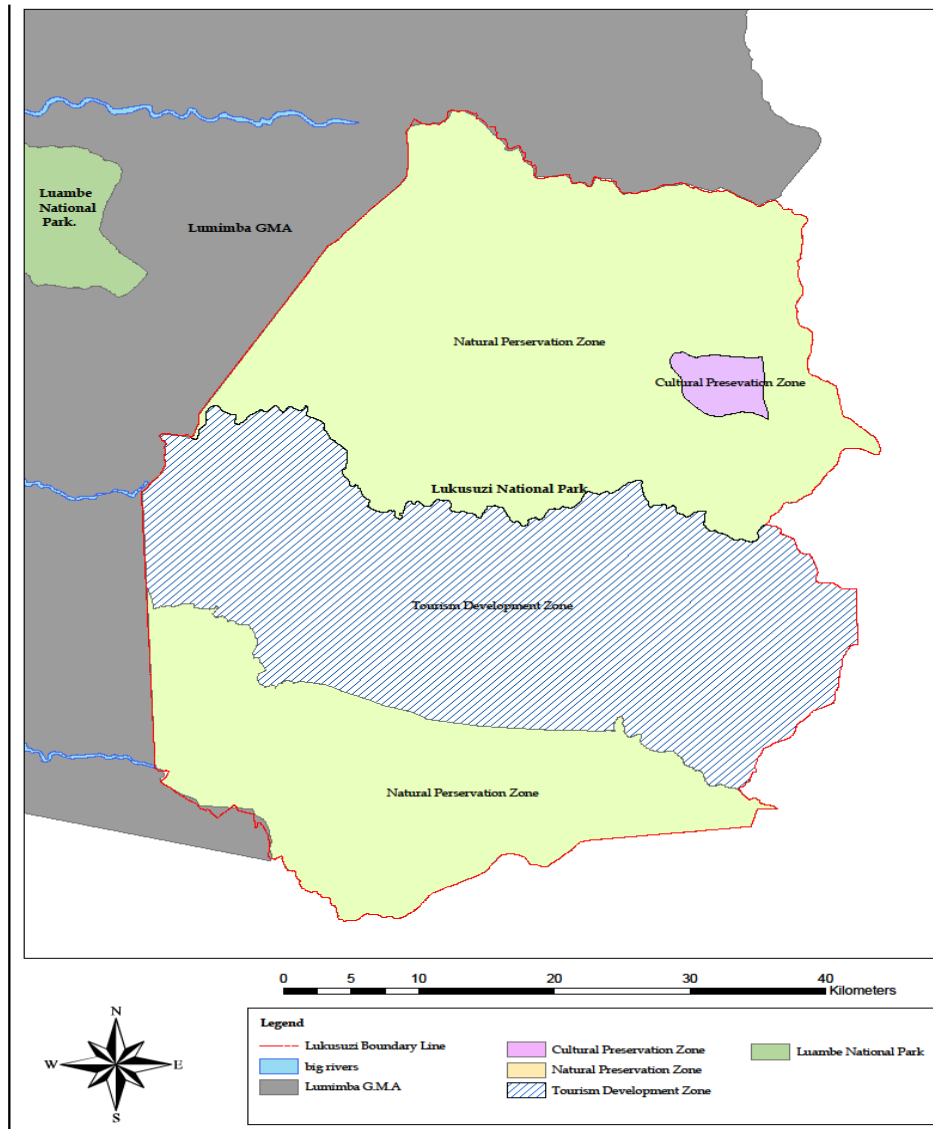 Luambe
National
Park.
Lumimba GMA
Natural Perservation Zone
Cultural Presevation Zone
Lukusuzi National Park
Tourism Development Zone
Natural Perservation Zone
0 5 10 20 30 40
Kilometers
N
W E
S
Legend
Lukusuzi Boundary Line
big rivers
Lumimba G.M.A
Cultural Preservation Zone
Natural Preservation Zone
Tourism Development Zone
Luambe National Park